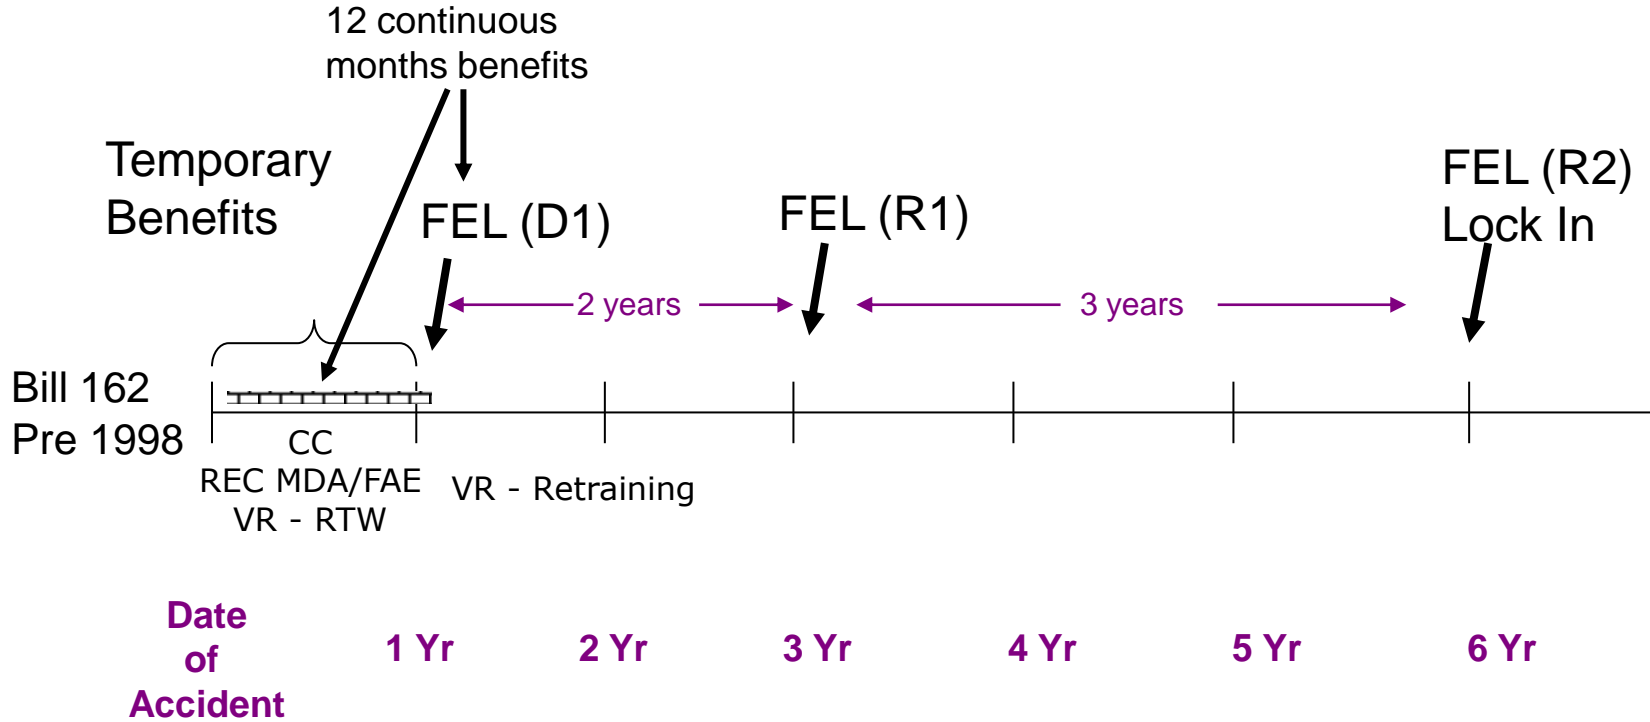 12 continuous
months benefits
Temporary
Benefits
FEL (D1)
FEL (R1)
FEL (R2)
Lock In
2 years
3 years
Bill 162
Pre 1998
CC
REC MDA/FAE
VR - RTW
VR - Retraining
Date
of
Accident
1 Yr
2 Yr
3 Yr
4 Yr
5 Yr
6 Yr